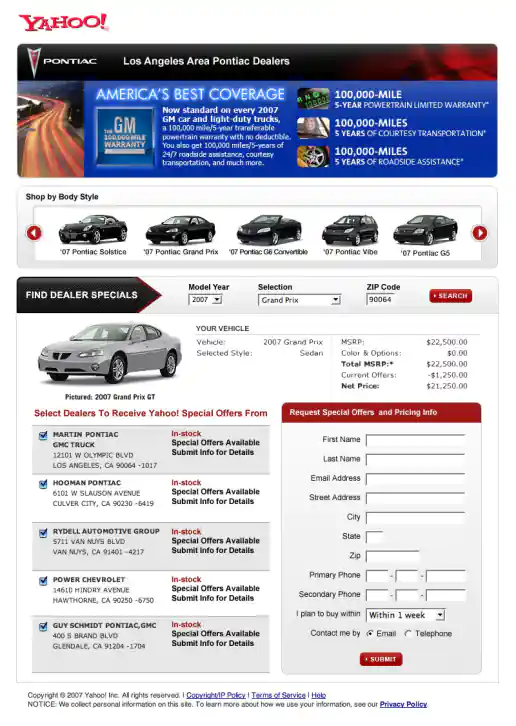 YAHOO!
PONTIAC
Los Angeles Area Pontiac Dealers
AMERICA'S BEST COVERAGE
THE
GM
100,000 MILE
WARRANTY
Now standard on every 2007
GM car and light-duty trucks,
a 100,000 mile/5-year transferable
powertrain warranty with no deductible.
You also get 100,000 miles/5-years of
24/7 roadside assistance, courtesy
transportation, and much more.
100,000-MILE
5-YEAR POWERTRAIN LIMITED WARRANTY*
100,000-MILES
5 YEARS OF COURTESY TRANSPORTATION*
100,000-MILES
5 YEARS OF ROADSIDE ASSISTANCE*
Shop by Body Style
'07 Pontiac Solstice
'07 Pontiac Grand Prix
'07 Pontiac G6 Convertible
'07 Pontiac Vibe
'07 Pontiac G5
FIND DEALER SPECIALS
Model Year
2007
Selection
Grand Prix
ZIP Code
90064
SEARCH
Pictured: 2007 Grand Prix GT
YOUR VEHICLE
Vehicle: 2007 Grand Prix
Selected Style: Sedan
MSRP: $22,500.00
Color & Options: $0.00
Total MSRP:* $22,500.00
Current Offers: -$1,250.00
Net Price: $21,250.00
Select Dealers To Receive Yahoo! Special Offers From
MARTIN PONTIAC
GMC TRUCK
12101 W OLYMPIC BLVD
LOS ANGELES, CA 90064 -1017
In-stock
Special Offers Available
Submit Info for Details
HOOMAN PONTIAC
6101 W SLAUSON AVENUE
CULVER CITY, CA 90230 -6419
In-stock
Special Offers Available
Submit Info for Details
RYDELL AUTOMOTIVE GROUP
5711 VAN NUYS BLVD
VAN NUYS, CA 91401 -4217
In-stock
Special Offers Available
Submit Info for Details
POWER CHEVROLET
14610 HINDRY AVENUE
HAWTHORNE, CA 90250 -6750
In-stock
Special Offers Available
Submit Info for Details
GUY SCHMIDT PONTIAC,GMC
400 S BRAND BLVD
GLENDALE, CA 91204 -1704
In-stock
Special Offers Available
Submit Info for Details
Request Special Offers and Pricing Info
First Name
Last Name
Email Address
Street Address
City
State
Zip
Primary Phone - -
Secondary Phone - -
I plan to buy within Within 1 week
Contact me by Email Telephone
SUBMIT
Copyright © 2007 Yahoo! Inc. All rights reserved. | Copyright/IP Policy | Terms of Service | Help
NOTICE: We collect personal information on this site. To learn more about how we use your information, see our Privacy Policy